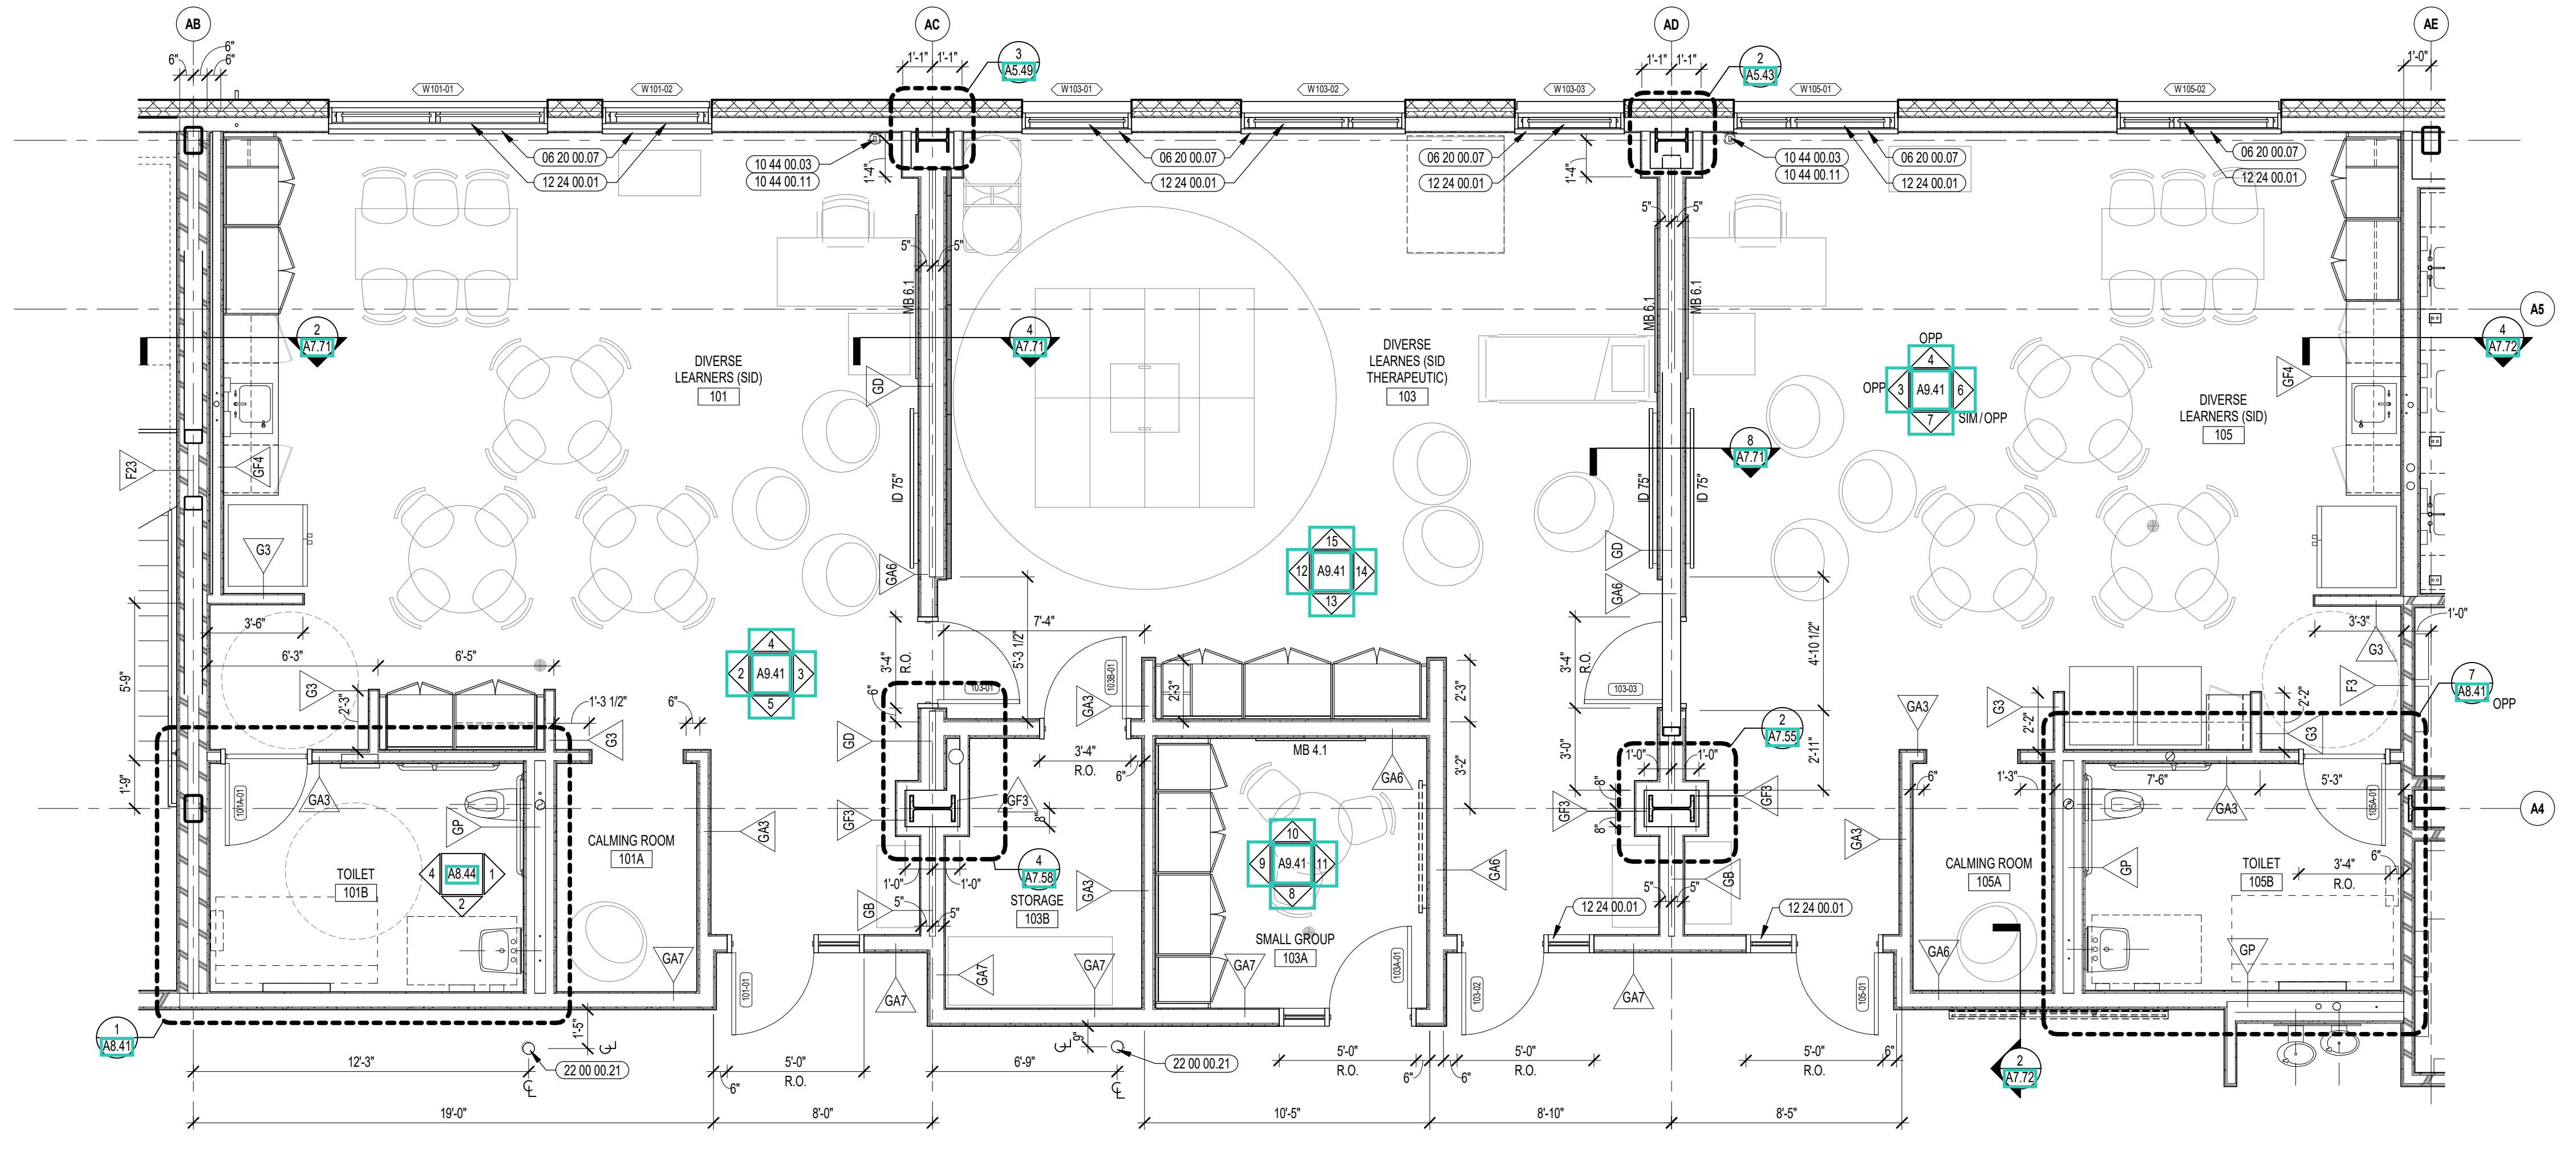 AB
AC
AD
AE
6"
6"
6"
1'-1"
1'-1"
3
A5.49
1'-1"
1'-1"
2
A5.43
1'-0"
W101-01
W101-02
W103-01
W103-02
W103-03
W105-01
W105-02
06 20 00.07
12 24 00.01
10 44 00.03
10 44 00.11
1'-4"
06 20 00.07
12 24 00.01
06 20 00.07
12 24 00.01
1'-4"
10 44 00.03
10 44 00.11
06 20 00.07
12 24 00.01
06 20 00.07
12 24 00.01
5"
5"
5"
5"
MB 6.1
MB 6.1
MB 6.1
A5
2
A7.71
4
A7.71
4
A7.72
DIVERSE
LEARNERS (SID)
101
DIVERSE
LEARNES (SID
THERAPEUTIC)
103
OPP
4
OPP
3
A9.41
6
7
SIM / OPP
DIVERSE
LEARNERS (SID)
105
GD
GF4
F23
GF4
8
A7.71
ID 75"
ID 75"
ID 75"
G3
GA6
GD
GA6
15
12
A9.41
14
13
3'-6"
6'-3"
6'-5"
5'-9"
1'-9"
G3
2'-3"
1'-3 1/2"
G3
6"
4
2
A9.41
3
5
3'-4"
R.O.
6"
7'-4"
5'-3 1/2"
103-01
103B-01
GA3
2'-3"
2'-3"
3'-2"
3'-4"
R.O.
103-03
4'-10 1/2"
3'-0"
2'-11"
3'-3"
1'-0"
G3
F3
7
A8.41
OPP
GA3
G3
2'-2"
2'-2"
G3
GD
3'-4"
R.O.
6"
MB 4.1
GA6
2
A7.55
1'-0"
1'-0"
8"
8"
GF3
GF3
6"
1'-3"
7'-6"
5'-3"
GA3
105A-01
A4
101A-01
GA3
GP
CALMING ROOM
101A
GA3
GF3
GF3
8"
TOILET
101B
4
A8.44
1
2
1'-0"
1'-0"
4
A7.58
STORAGE
103B
GA3
10
9
A9.41
11
8
GA6
GB
5"
5"
GB
5"
5"
GA3
CALMING ROOM
105A
GP
TOILET
105B
3'-4"
R.O.
6"
12 24 00.01
12 24 00.01
SMALL GROUP
103A
GA7
GA7
GA7
GA7
GA7
GA7
GA6
GP
101-01
103A-01
103-02
105-01
1
A8.41
1'-5"
22 00 00.21
9"
22 00 00.21
12'-3"
5'-0"
R.O.
6"
6'-9"
5'-0"
R.O.
6"
6"
5'-0"
R.O.
5'-0"
R.O.
6"
2
A7.72
19'-0"
8'-0"
10'-5"
8'-10"
8'-5"